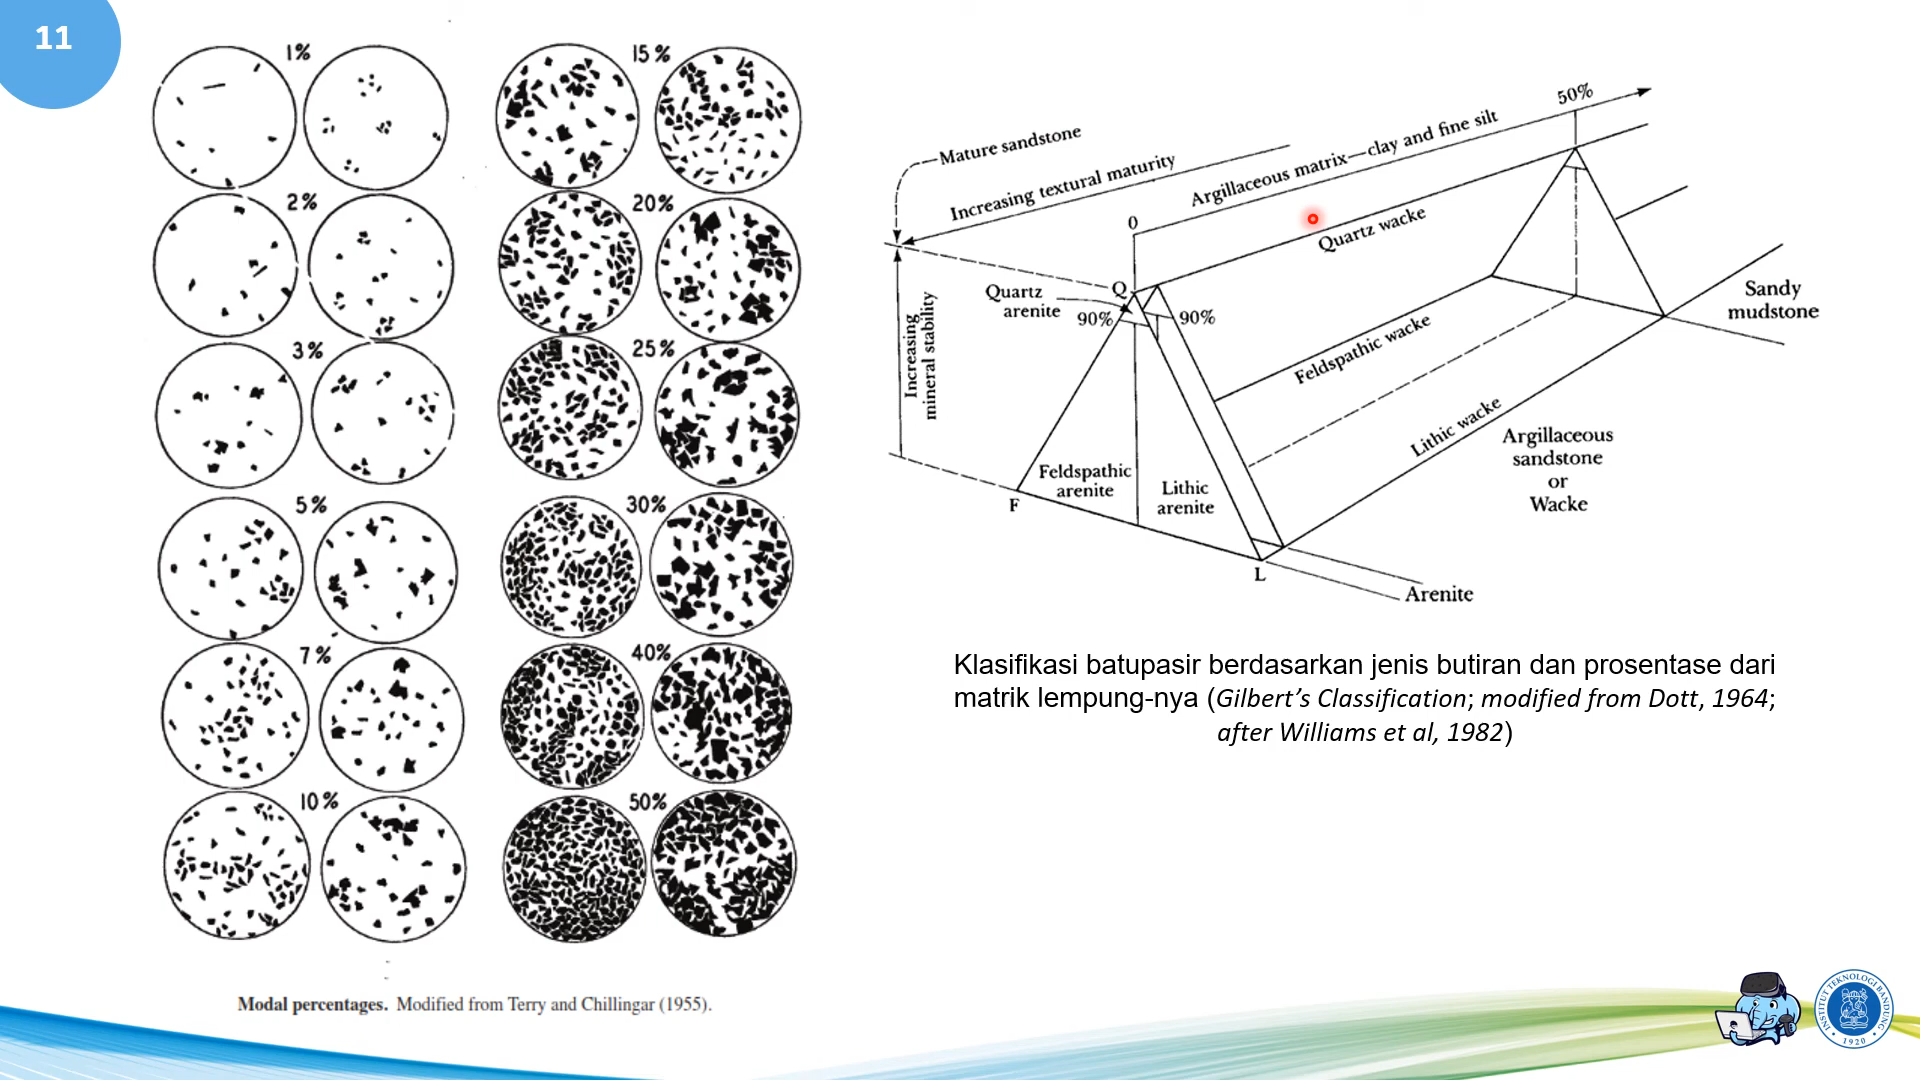 11
1%
15%
2%
20%
3%
25%
5%
30%
7%
40%
10%
50%
Modal percentages. Modified from Terry and Chillingar (1955).
50%
Mature sandstone
Increasing textural maturity
Argillaceous matrix—clay and fine silt
0
Quartz wacke
Q
Quartz
arenite
90%
90%
Increasing
mineral stability
Feldspathic wacke
Sandy
mudstone
Lithic wacke
Argillaceous
sandstone
or
Wacke
Feldspathic
arenite
Lithic
arenite
F
L
Arenite
Klasifikasi batupasir berdasarkan jenis butiran dan prosentase dari
matrik lempung-nya (Gilbert’s Classification; modified from Dott, 1964;
after Williams et al, 1982)
INSTITUT TEKNOLOGI BANDUNG
1920